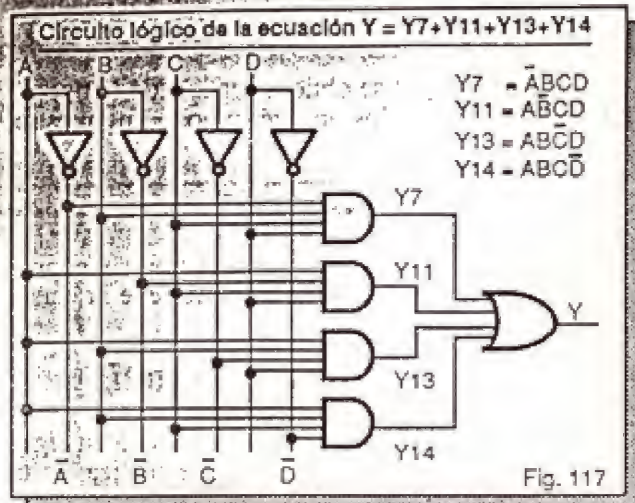 Circuito lógico de la ecuación Y = Y7+Y11+Y13+Y14
A B C D
Y7 = A̅BCD
Y11 = AB̅CD
Y13 = ABC̅D
Y14 = ABCD̅
Y7
Y11
Y
Y13
Y14
A̅ B̅ C̅ D̅
Fig. 117